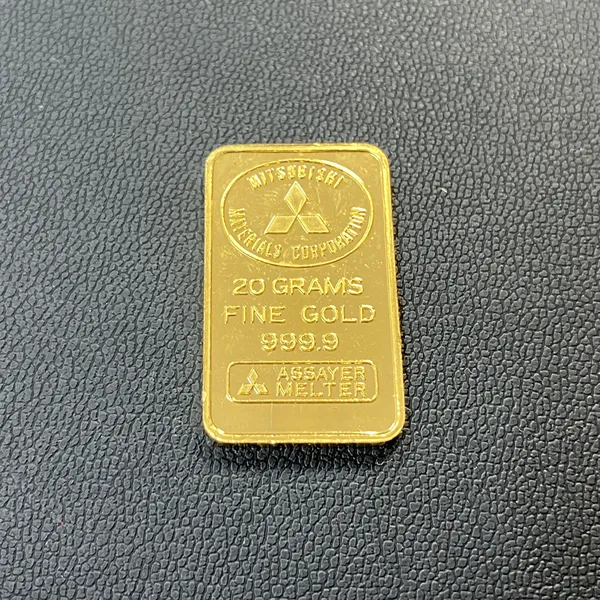 MITSUBISHI
MATERIALS CORPORATION
20 GRAMS
FINE GOLD
999.9
ASSAYER
MELTER